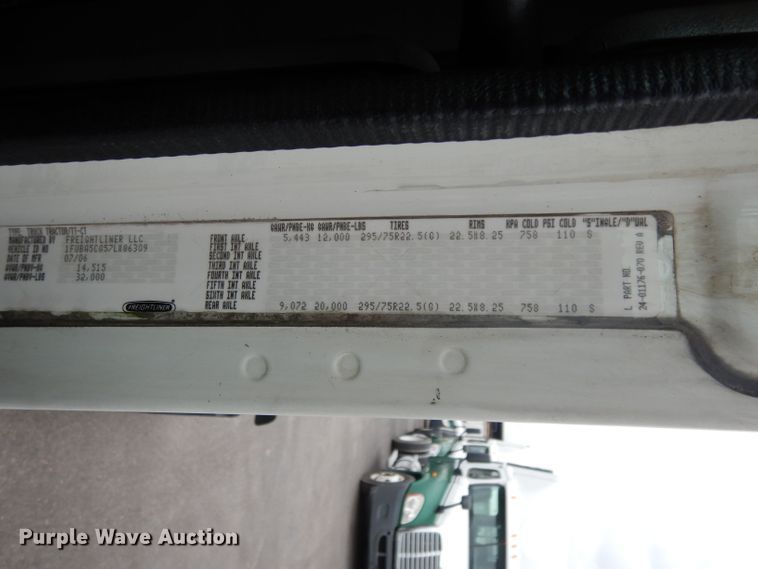 TYPE TRUCK TRACTOR/TT-CT
MANUFACTURED BY FREIGHTLINER LLC
VEHICLE ID NO
DATE OF MFR 07/06
GVWR/PNBV-KG 14,515
GVWR/PNBV-LBS 32,000
FREIGHTLINER
GAWR/PNBE-KG GAWR/PNBE-LBS TIRES RIMS KPA COLD PSI COLD "S"INGLE/"D"UAL
FRONT AXLE 5,443 12,000 295/75R22.5(G) 22.5X8.25 758 110 S
FIRST INT AXLE
SECOND INT AXLE
THIRD INT AXLE
FOURTH INT AXLE
FIFTH INT AXLE
SIXTH INT AXLE
REAR AXLE 9,072 20,000 295/75R22.5(G) 22.5X8.25 758 110 S
L PART NO.
24-01176-070 REV A
Purple Wave Auction